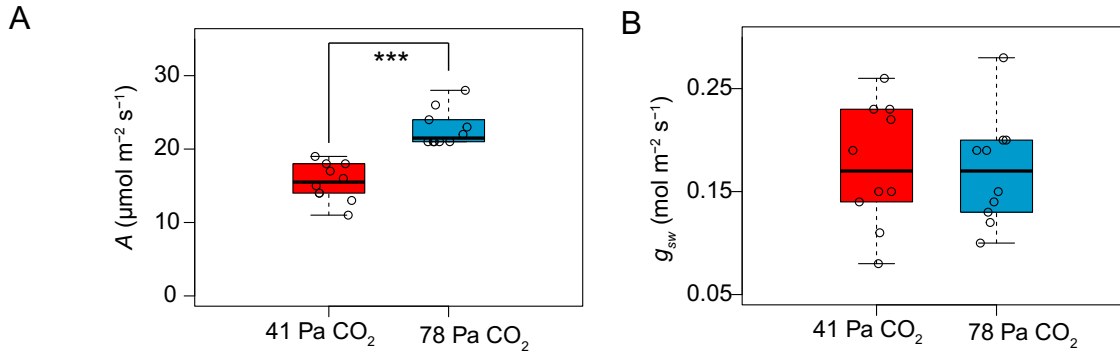 A
***
30
20
10
0
A (μmol m⁻² s⁻¹)
41 Pa CO₂
78 Pa CO₂
B
0.25
0.15
0.05
gₛw (mol m⁻² s⁻¹)
41 Pa CO₂
78 Pa CO₂